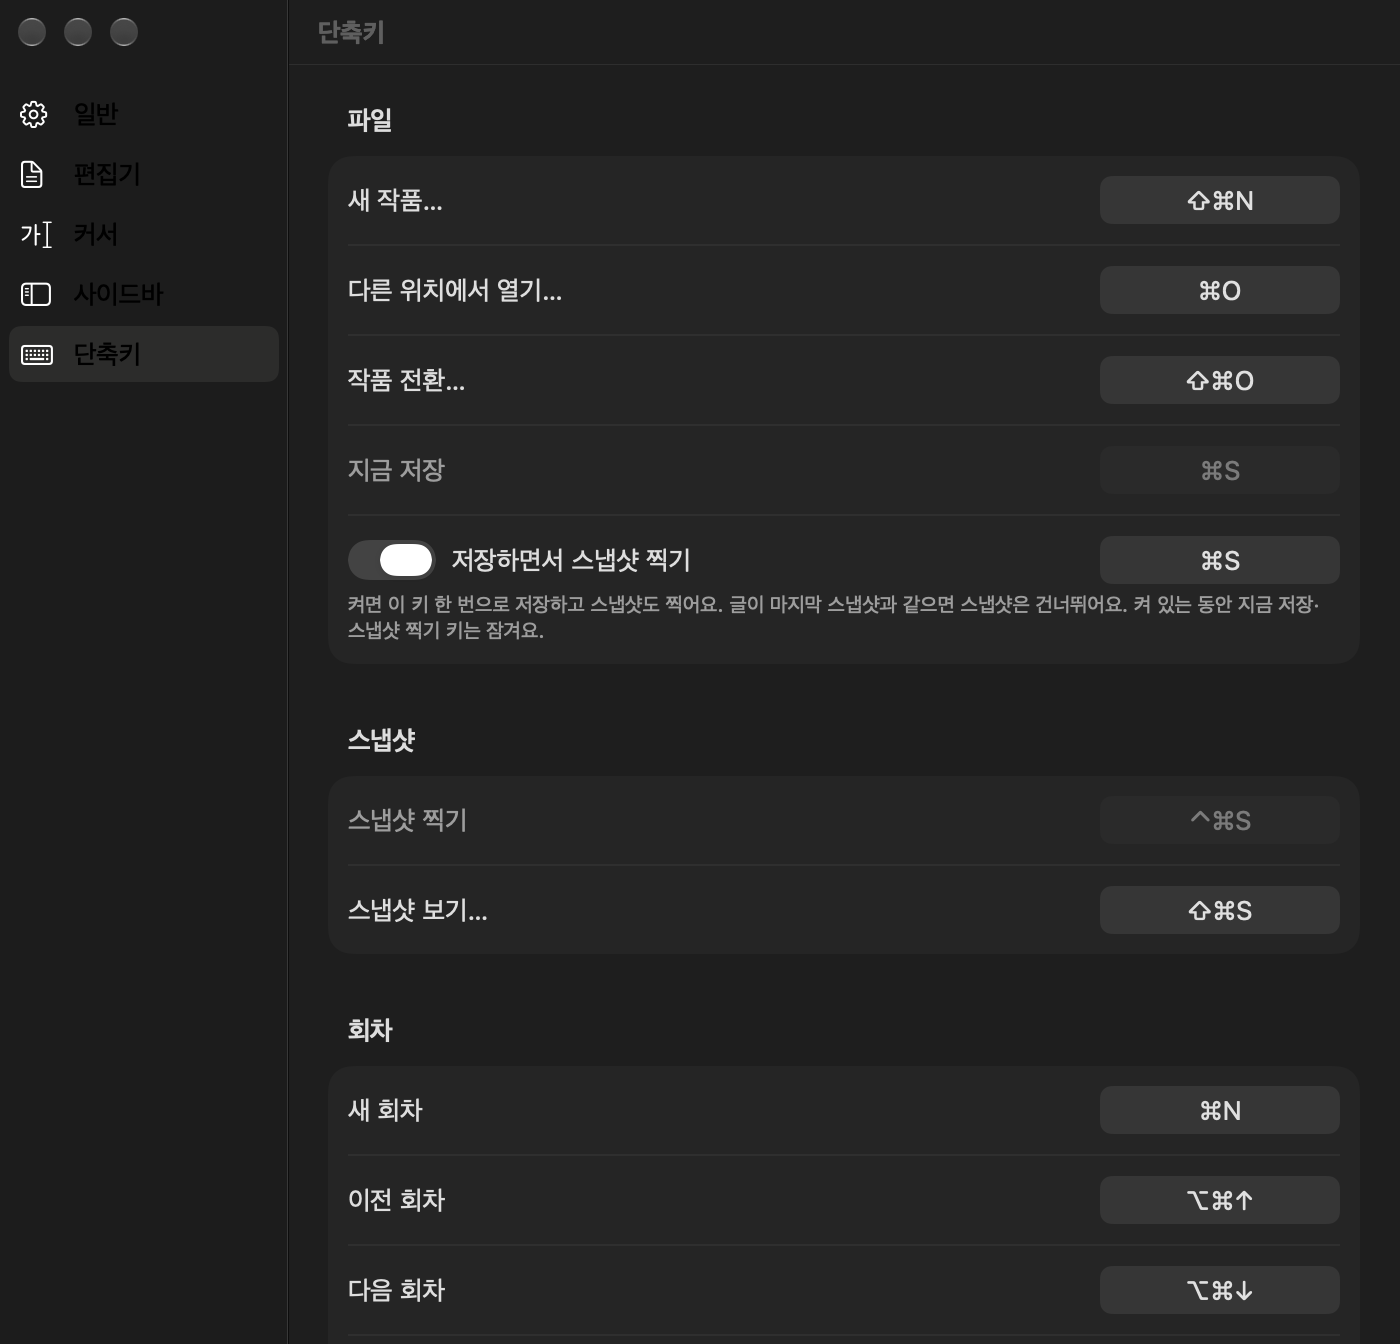 단축키
일반
편집기
가 커서
사이드바
단축키
파일
새 작품... ⇧⌘N
다른 위치에서 열기... ⌘O
작품 전환... ⇧⌘O
지금 저장 ⌘S
저장하면서 스냅샷 찍기 ⌘S
켜면 이 키 한 번으로 저장하고 스냅샷도 찍어요. 글이 마지막 스냅샷과 같으면 스냅샷은 건너뛰어요. 켜 있는 동안 지금 저장·
스냅샷 찍기 키는 잠겨요.
스냅샷
스냅샷 찍기 ^⌘S
스냅샷 보기... ⇧⌘S
회차
새 회차 ⌘N
이전 회차 ⌥⌘↑
다음 회차 ⌥⌘↓